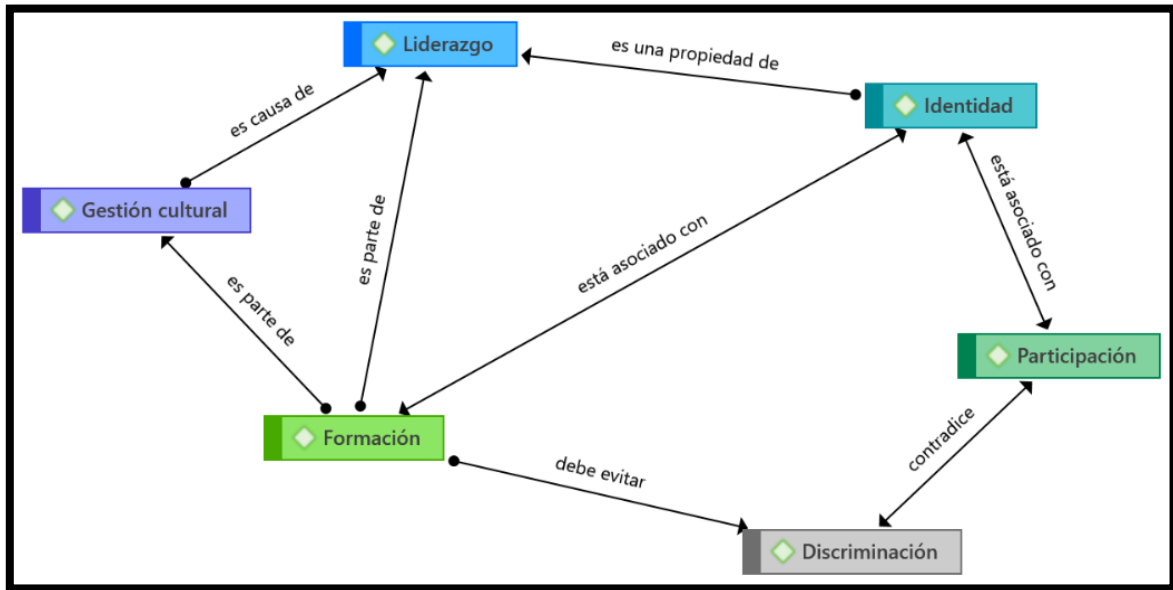 Liderazgo
es una propiedad de
Identidad
es causa de
Gestión cultural
es parte de
está asociado con
está asociado con
es parte de
Participación
Formación
contradice
debe evitar
Discriminación